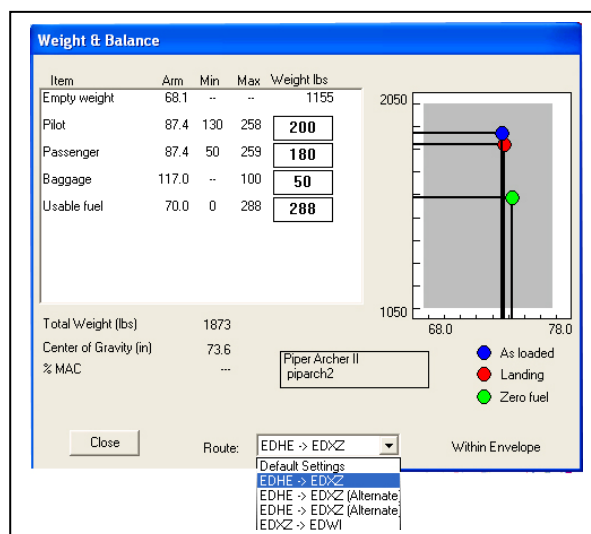 Weight & Balance
Item Arm Min Max Weight lbs
Empty weight 68.1 -- -- 1155
Pilot 87.4 130 258 200
Passenger 87.4 50 259 180
Baggage 117.0 -- 100 50
Usable fuel 70.0 0 288 288
2050
1050
68.0 78.0
Total Weight (lbs) 1873
Center of Gravity (in) 73.6
% MAC ---
Piper Archer II
piparch2
As loaded
Landing
Zero fuel
Close
Route: EDHE -> EDXZ
Within Envelope
Default Settings
EDHE -> EDXZ
EDHE -> EDXZ (Alternate)
EDHE -> EDXZ (Alternate)
EDXZ -> EDWI